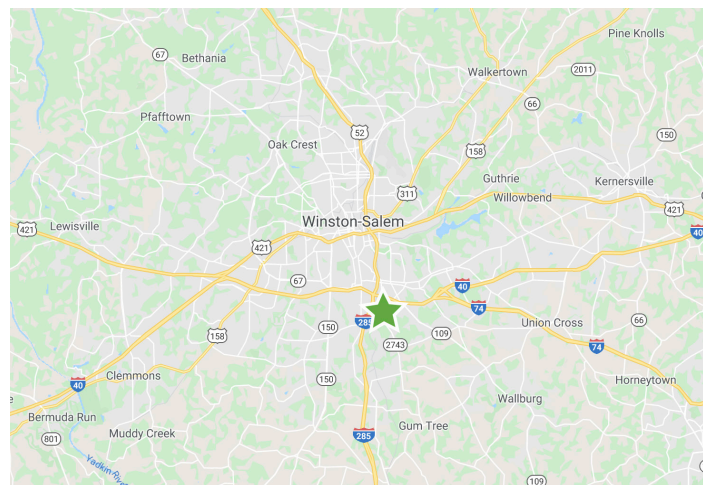 Pine Knolls
67
Bethania
Walkertown
2011
66
Pfafftown
52
150
Oak Crest
158
Guthrie
Kernersville
311
Willowbend
421
Winston-Salem
421
Lewisville
40
421
67
40
74
285
150
109
Union Cross
66
158
2743
74
Clemmons
150
Horneytown
40
Wallburg
Bermuda Run
Gum Tree
Muddy Creek
285
801
Yadkin River
109